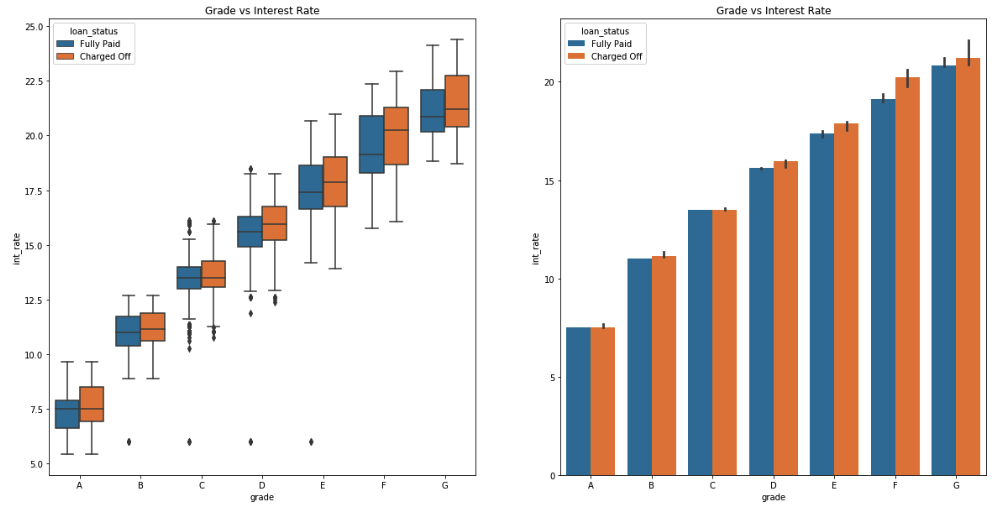 Grade vs Interest Rate
loan_status
Fully Paid
Charged Off
25.0
22.5
20.0
17.5
15.0
12.5
10.0
7.5
5.0
int_rate
A B C D E F G
grade
Grade vs Interest Rate
loan_status
Fully Paid
Charged Off
20
15
10
5
0
int_rate
A B C D E F G
grade